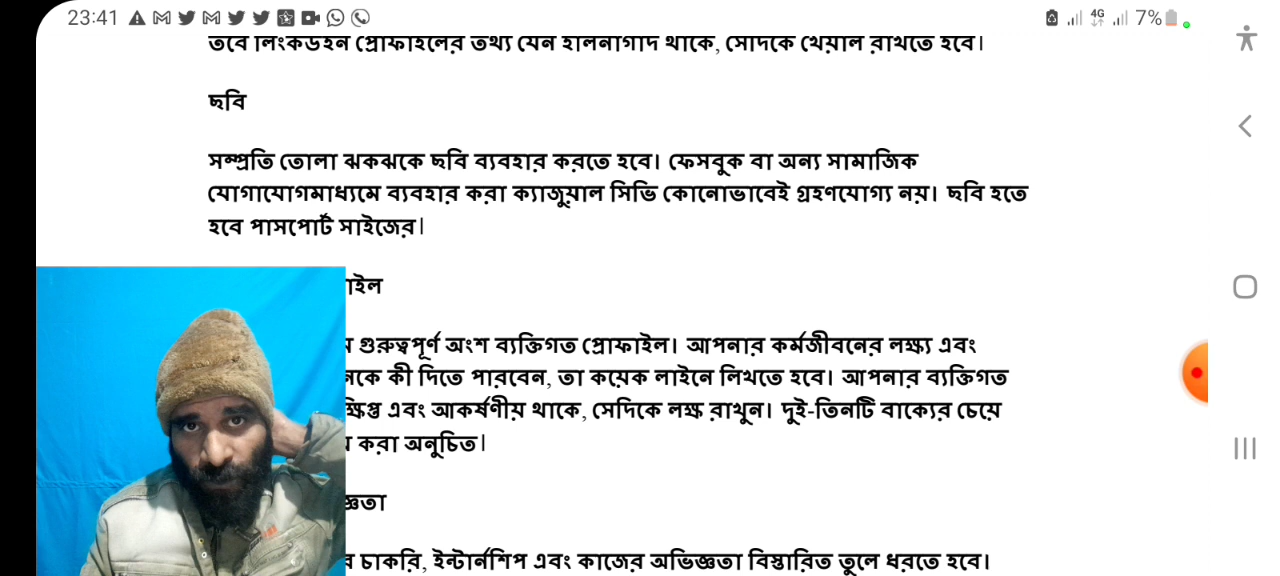 23:41
4G
7%
তবে লিংকডইন প্রোফাইলের তথ্য যেন হালনাগাদ থাকে, সেদিকে খেয়াল রাখতে হবে।
ছবি
সম্প্রতি তোলা ঝকঝকে ছবি ব্যবহার করতে হবে। ফেসবুক বা অন্য সামাজিক
যোগাযোগমাধ্যমে ব্যবহার করা ক্যাজুয়াল সিভি কোনোভাবেই গ্রহণযোগ্য নয়। ছবি হতে
হবে পাসপোর্ট সাইজের।
গুরুত্বপূর্ণ অংশ ব্যক্তিগত প্রোফাইল। আপনার কর্মজীবনের লক্ষ্য এবং
কী দিতে পারবেন, তা কয়েক লাইনে লিখতে হবে। আপনার ব্যক্তিগত
এবং আকর্ষণীয় থাকে, সেদিকে লক্ষ রাখুন। দুই-তিনটি বাক্যের চেয়ে
করা অনুচিত।
চাকরি, ইন্টার্নশিপ এবং কাজের অভিজ্ঞতা বিস্তারিত তুলে ধরতে হবে।